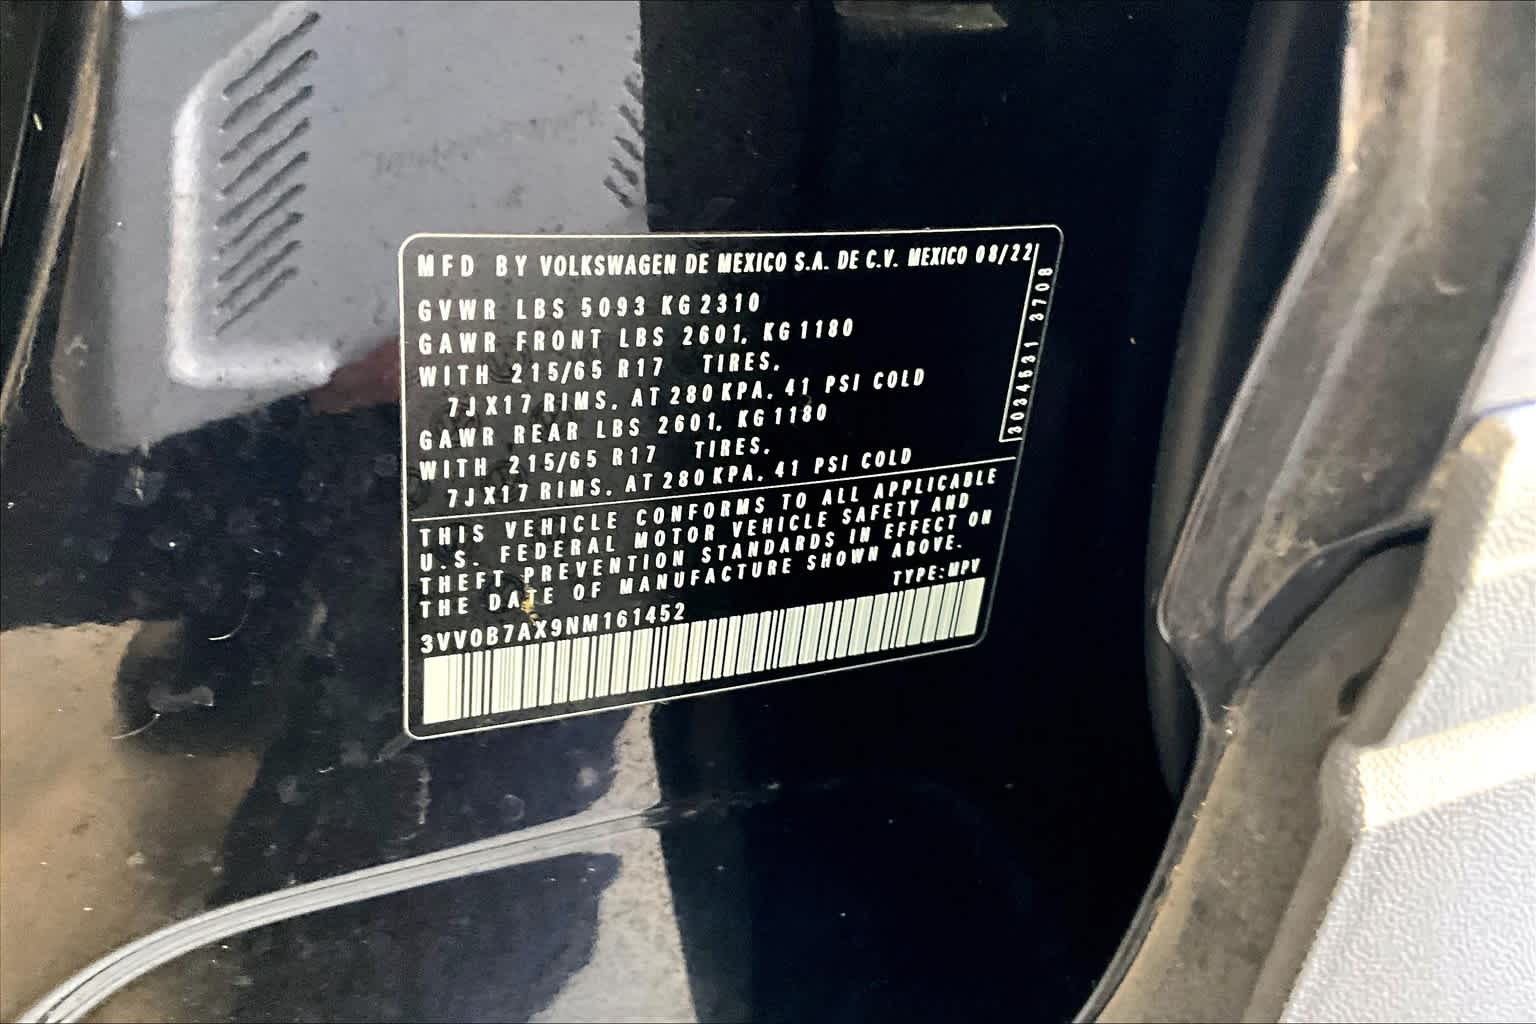 MFD BY VOLKSWAGEN DE MEXICO S.A. DE C.V. MEXICO 08/22
GVWR LBS 5093 KG 2310
GAWR FRONT LBS 2601, KG 1180
WITH 215/65 R17 TIRES,
7J X17 RIMS, AT 280 KPA, 41 PSI COLD
GAWR REAR LBS 2601, KG 1180
WITH 215/65 R17 TIRES,
7J X17 RIMS, AT 280 KPA, 41 PSI COLD
3034531 3708
THIS VEHICLE CONFORMS TO ALL APPLICABLE
U.S. FEDERAL MOTOR VEHICLE SAFETY AND
THEFT PREVENTION STANDARDS IN EFFECT ON
THE DATE OF MANUFACTURE SHOWN ABOVE.
TYPE:MPV
3VV0B7AX9NM161452